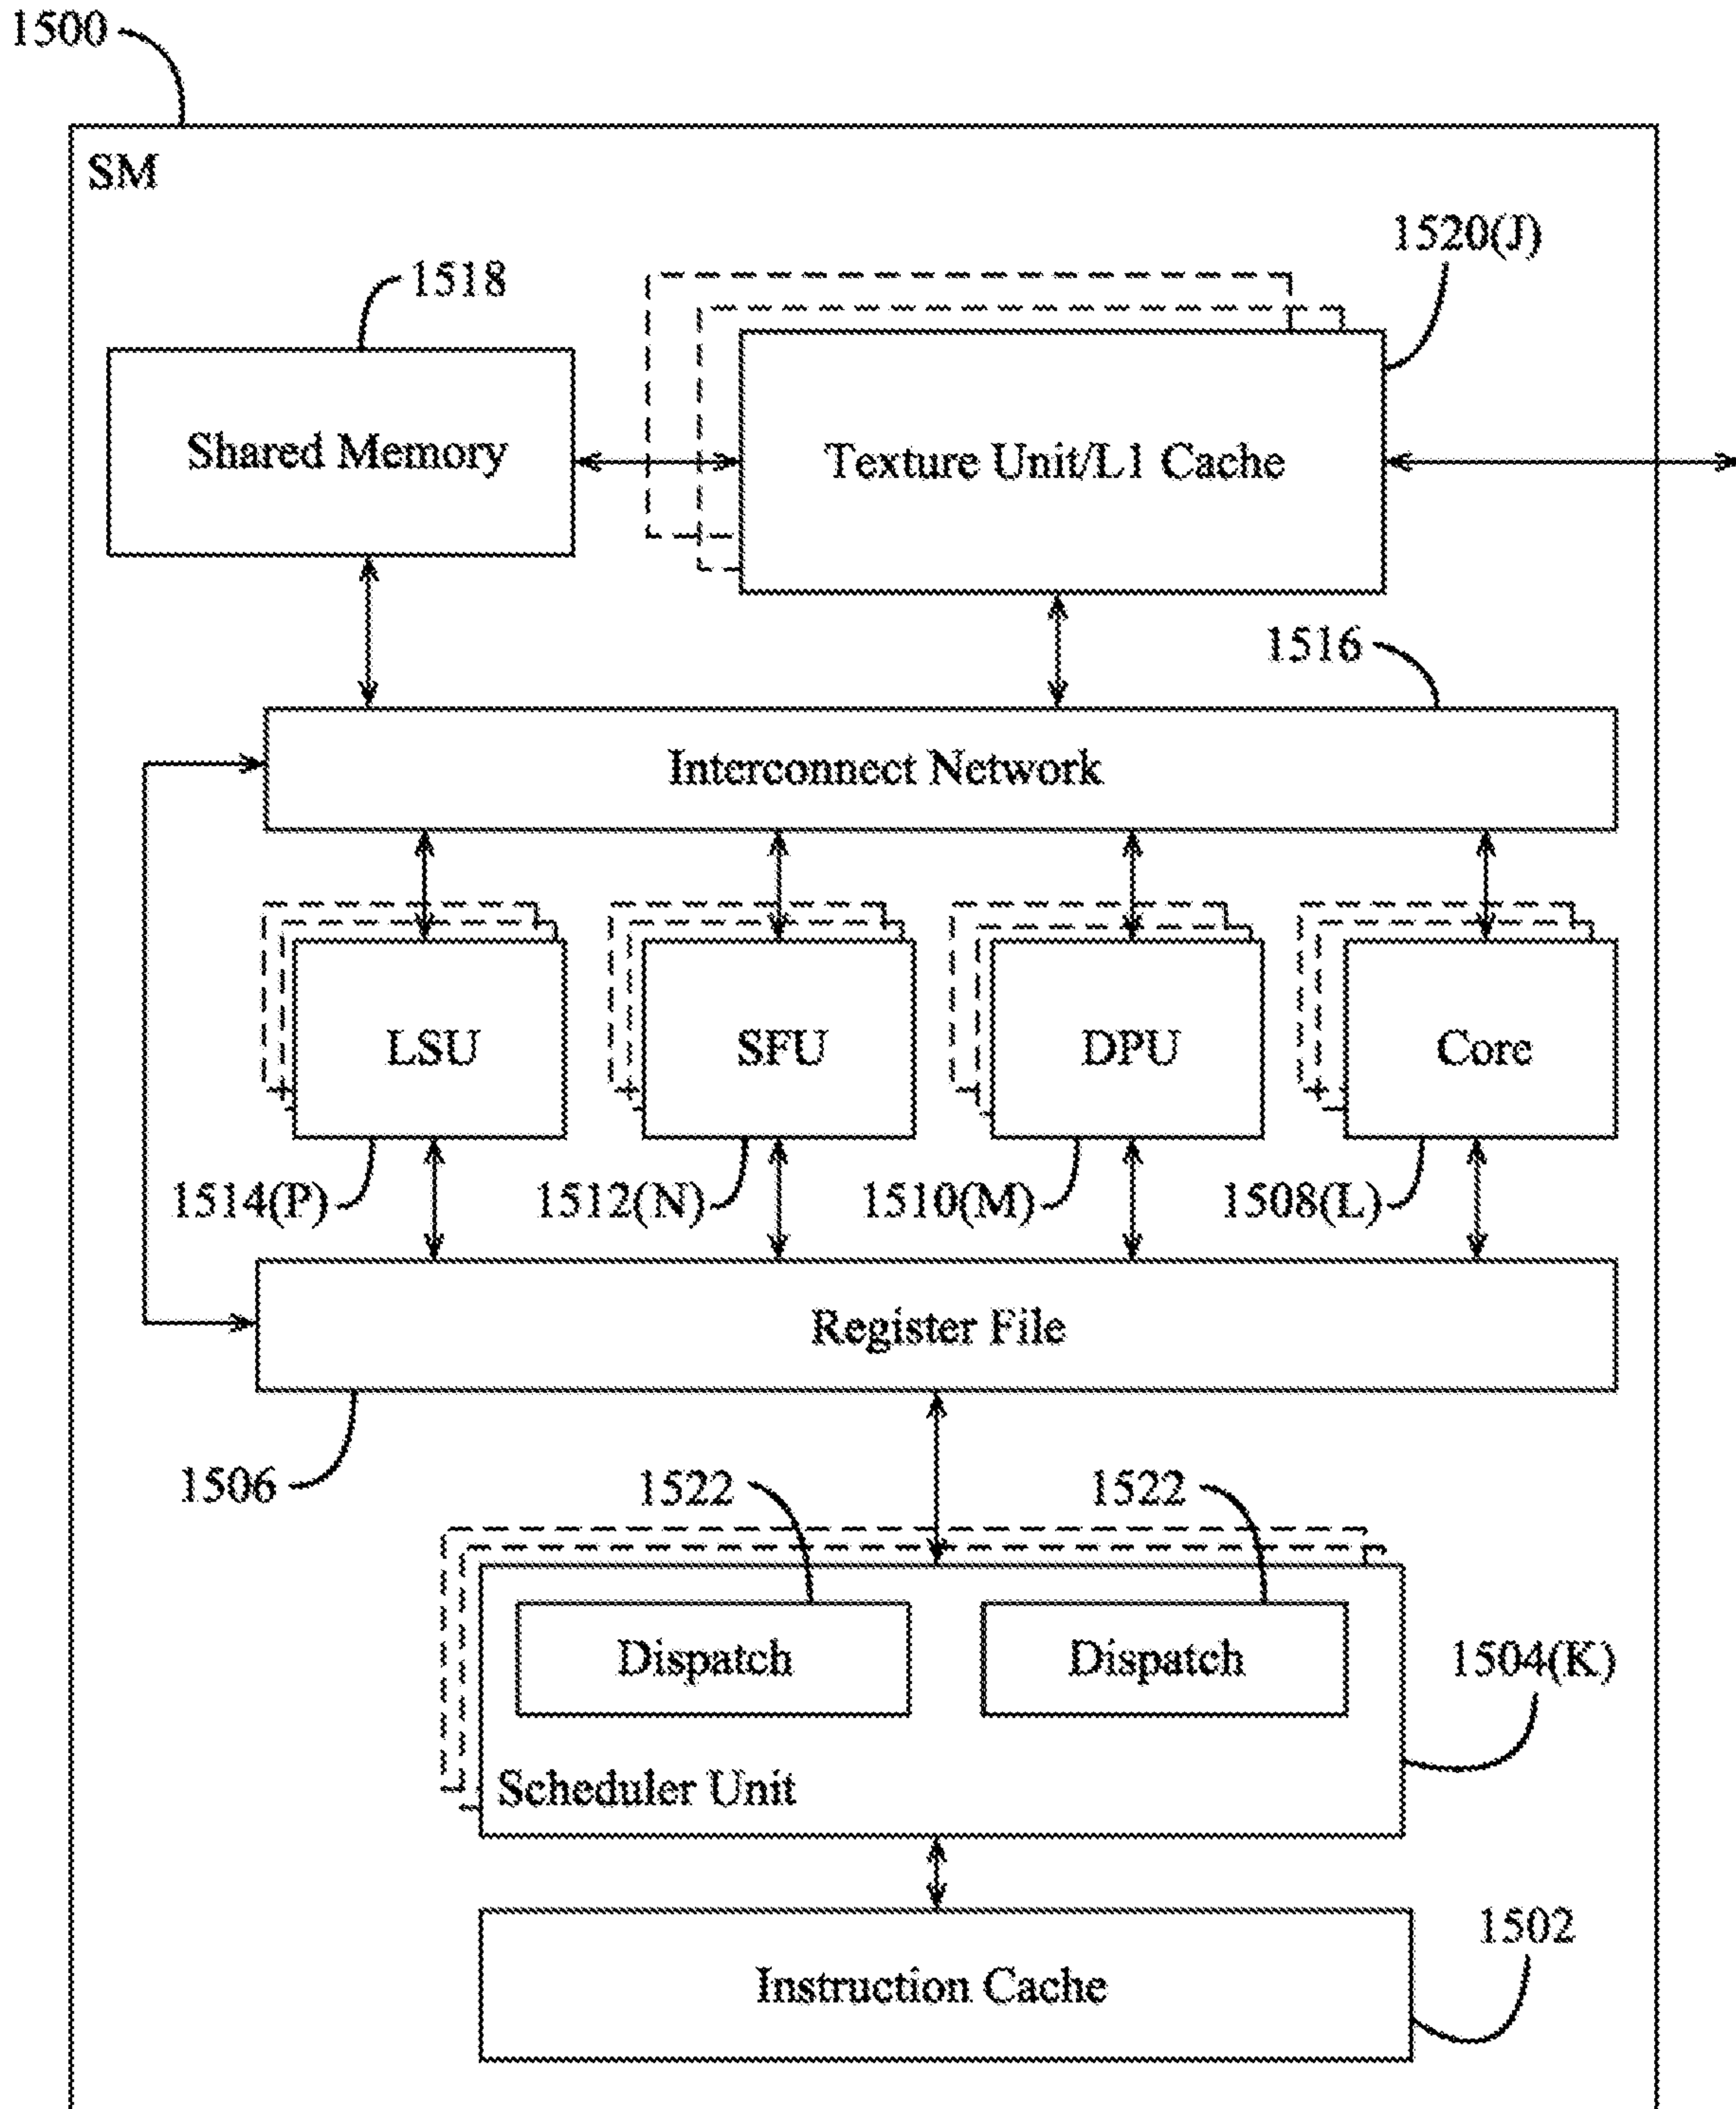 1500
SM
1520(J)
1518
Shared Memory
Texture Unit/L1 Cache
1516
Interconnect Network
LSU
SFU
DPU
Core
1514(P)
1512(N)
1510(M)
1508(L)
Register File
1506
1522
1522
Dispatch
Dispatch
1504(K)
Scheduler Unit
1502
Instruction Cache